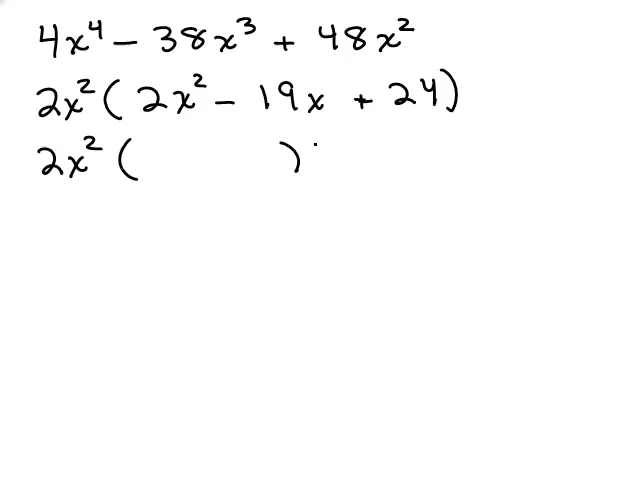 4x⁴ − 38x³ + 48x²
2x² ( 2x² − 19x + 24 )
2x² ( )